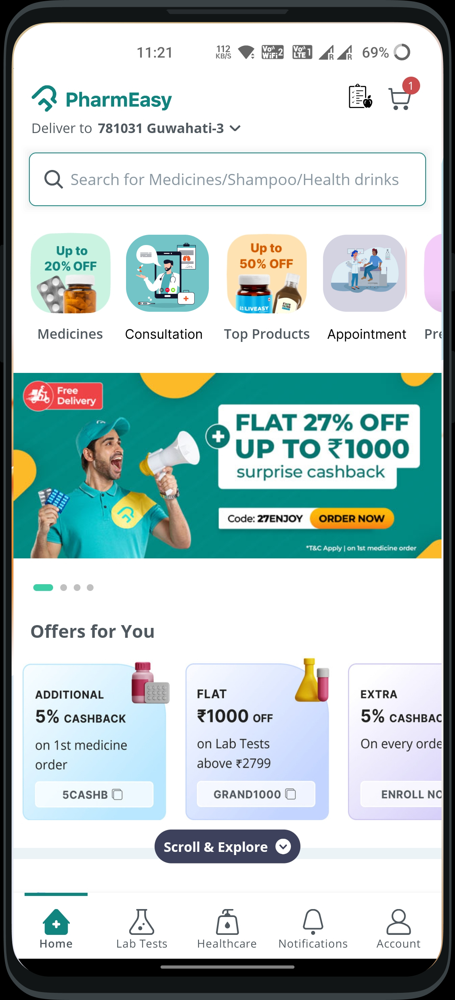 11:21
112
KB/S
Vo)) WiFi 2
Vo)) LTE 1
R
R
69%
PharmEasy
1
Deliver to 781031 Guwahati-3
Search for Medicines/Shampoo/Health drinks
Up to
20% OFF
Up to
50% OFF
LIVEASY
EVER
HERB
Medicines
Consultation
Top Products
Appointment
Pre
Free
Delivery
FLAT 27% OFF
UP TO ₹1000
surprise cashback
Code: 27ENJOY
ORDER NOW
*T&C Apply | on 1st medicine order
Offers for You
ADDITIONAL
5% CASHBACK
on 1st medicine
order
5CASHB
FLAT
₹1000 OFF
on Lab Tests
above ₹2799
GRAND1000
EXTRA
5% CASHBAC
On every orde
ENROLL NO
Scroll & Explore
Home
Lab Tests
Healthcare
Notifications
Account